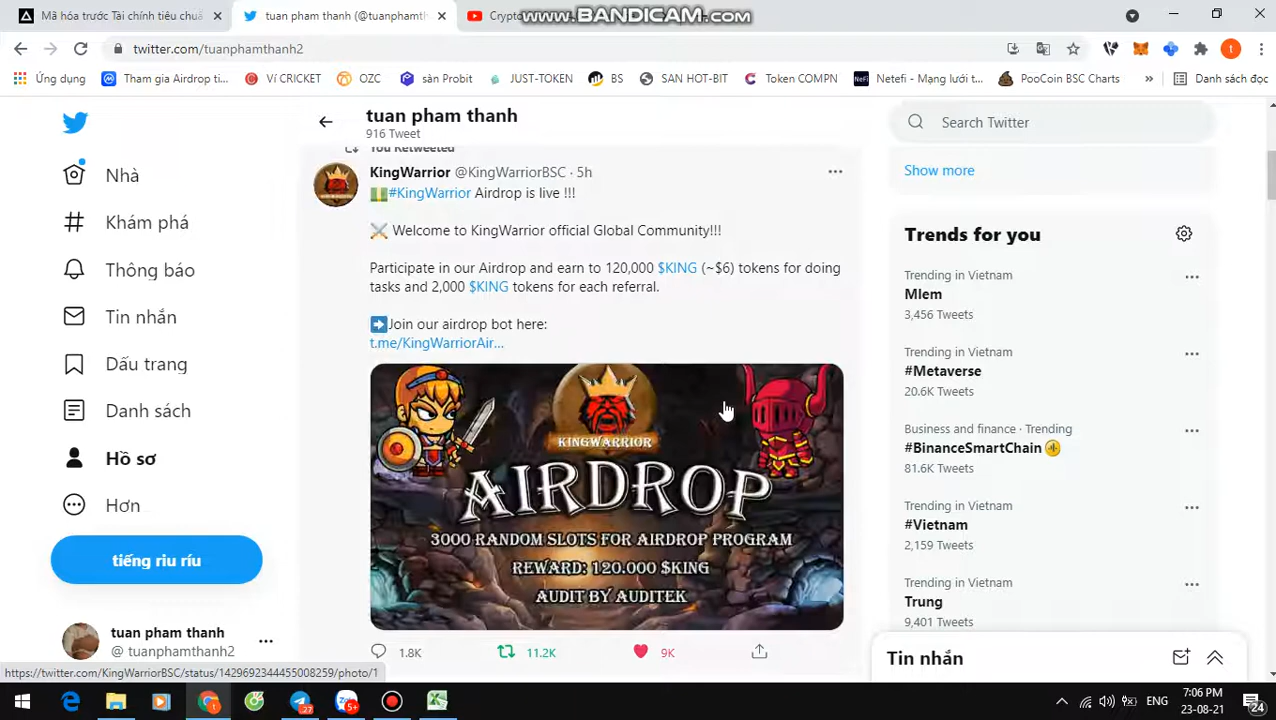 www.BANDICAM.com
Mã hóa trước Tài chính tiêu chuẩ
tuan pham thanh (@tuanphamthanh2
Crypto
twitter.com/tuanphamthanh2
Ứng dụng
Tham gia Airdrop ti...
Ví CRICKET
OZC
sàn Probit
JUST-TOKEN
BS
SAN HOT-BIT
Token COMPN
Netefi - Mạng lưới t...
PooCoin BSC Charts
»
Danh sách đọc
tuan pham thanh
916 Tweet
Search Twitter
Show more
Nhà
Khám phá
Thông báo
Tin nhắn
Dấu trang
Danh sách
Hồ sơ
Hơn
tiếng ríu ríu
tuan pham thanh
@ tuanphamthanh2
You Retweeted
KingWarrior @KingWarriorBSC · 5h
#KingWarrior Airdrop is live !!!
Welcome to KingWarrior official Global Community!!!
Participate in our Airdrop and earn to 120,000 $KING (~$6) tokens for doing
tasks and 2,000 $KING tokens for each referral.
Join our airdrop bot here:
t.me/KingWarriorAir...
KINGWARRIOR
AIRDROP
3000 RANDOM SLOTS FOR AIRDROP PROGRAM
REWARD: 120.000 $KING
AUDIT BY AUDITEK
1.8K
11.2K
9K
Trends for you
Trending in Vietnam
Mlem
3,456 Tweets
Trending in Vietnam
#Metaverse
20.6K Tweets
Business and finance · Trending
#BinanceSmartChain
81.6K Tweets
Trending in Vietnam
#Vietnam
2,159 Tweets
Trending in Vietnam
Trung
9,401 Tweets
Tin nhắn
https://twitter.com/KingWarriorBSC/status/1429692344455008259/photo/1
27
Zalo
5+
ENG
7:06 PM
23-08-21
24